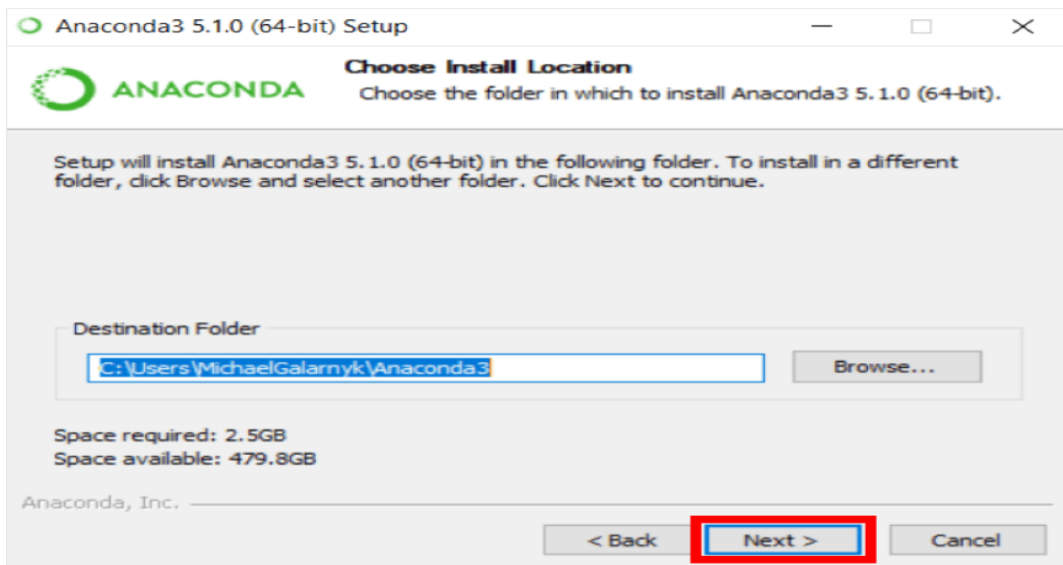 Anaconda3 5.1.0 (64-bit) Setup
ANACONDA
Choose Install Location
Choose the folder in which to install Anaconda3 5.1.0 (64-bit).
Setup will install Anaconda3 5.1.0 (64-bit) in the following folder. To install in a different
folder, click Browse and select another folder. Click Next to continue.
Destination Folder
C:\Users\MichaelGalarnyk\Anaconda3
Browse...
Space required: 2.5GB
Space available: 479.8GB
Anaconda, Inc.
< Back Next > Cancel